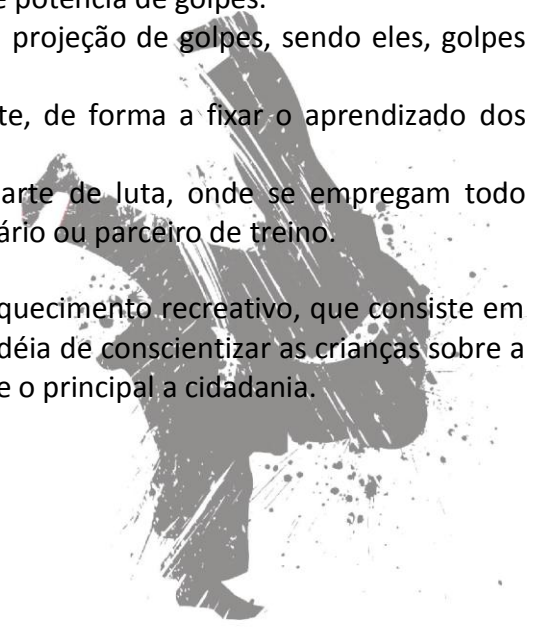 potência de golpes.
projeção de golpes, sendo eles, golpes
te, de forma a fixar o aprendizado dos
arte de luta, onde se empregam todo
ário ou parceiro de treino.
quecimento recreativo, que consiste em
déia de conscientizar as crianças sobre a
e o principal a cidadania.